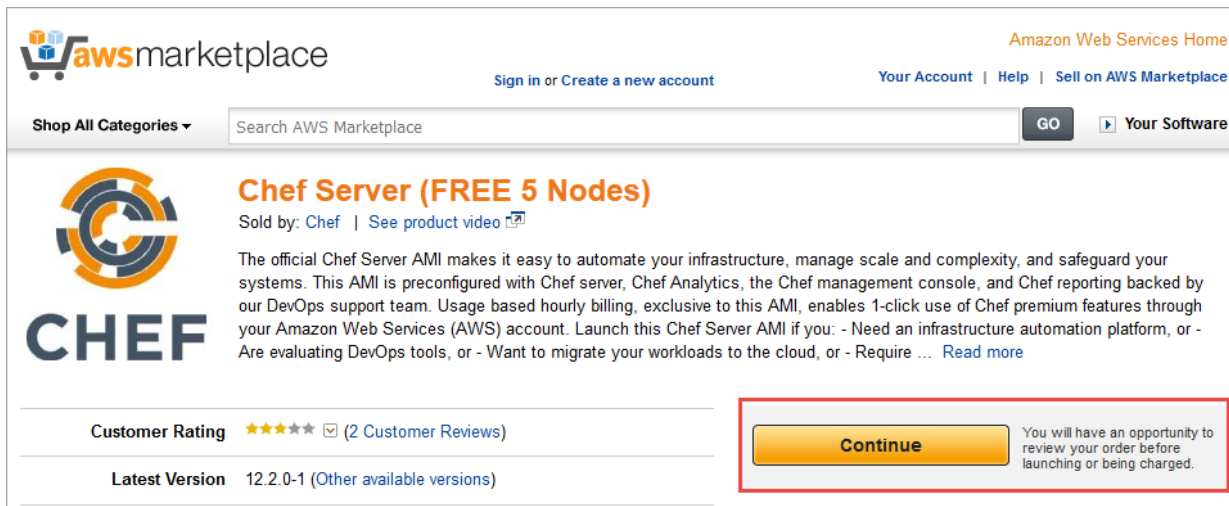 awsmarketplace
Amazon Web Services Home
Sign in or Create a new account
Your Account | Help | Sell on AWS Marketplace
Shop All Categories
Search AWS Marketplace
GO
Your Software
Chef Server (FREE 5 Nodes)
Sold by: Chef | See product video
The official Chef Server AMI makes it easy to automate your infrastructure, manage scale and complexity, and safeguard your
systems. This AMI is preconfigured with Chef server, Chef Analytics, the Chef management console, and Chef reporting backed by
our DevOps support team. Usage based hourly billing, exclusive to this AMI, enables 1-click use of Chef premium features through
your Amazon Web Services (AWS) account. Launch this Chef Server AMI if you: - Need an infrastructure automation platform, or -
Are evaluating DevOps tools, or - Want to migrate your workloads to the cloud, or - Require ... Read more
CHEF
Customer Rating
(2 Customer Reviews)
Latest Version
12.2.0-1 (Other available versions)
Continue
You will have an opportunity to
review your order before
launching or being charged.